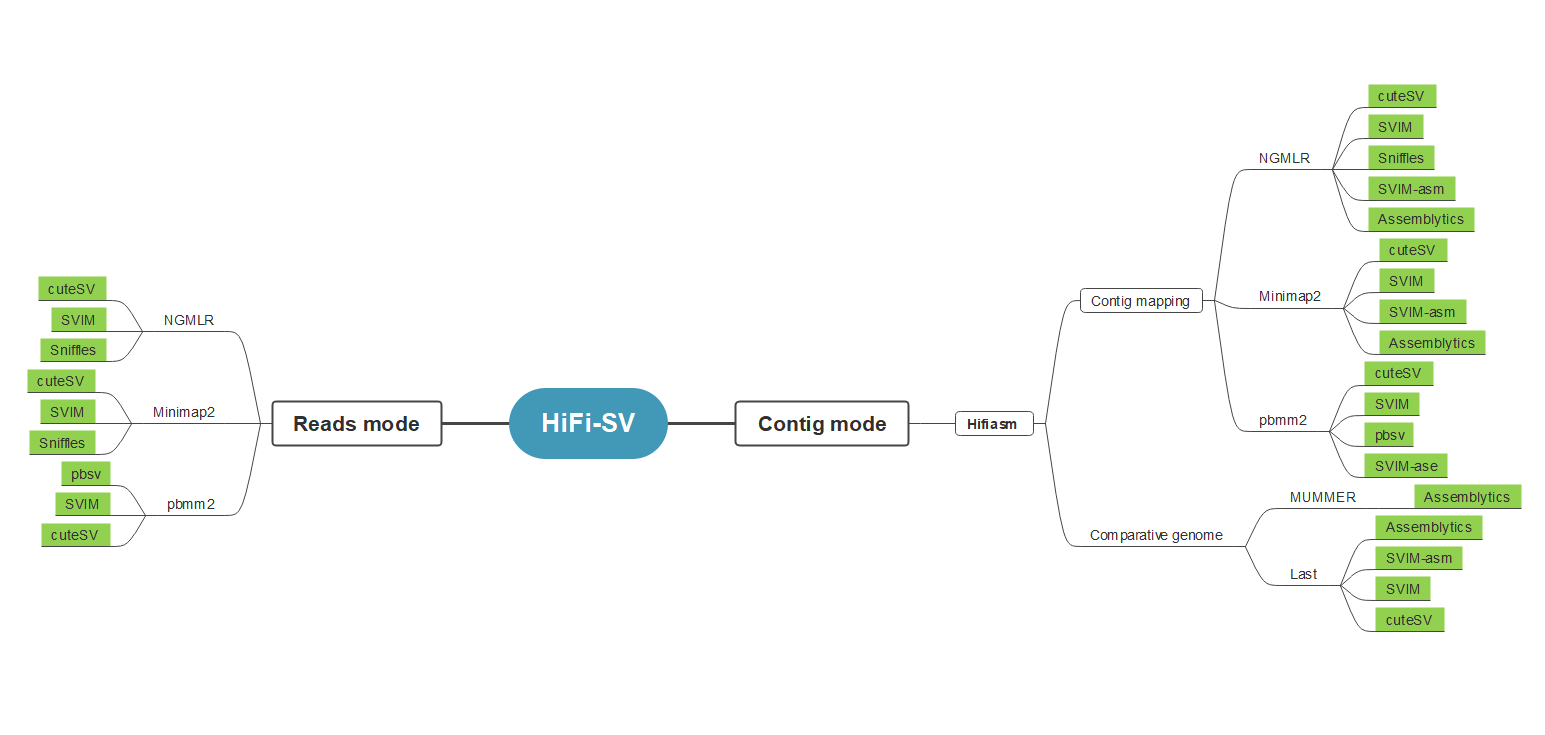 HiFi-SV
Reads mode
NGMLR
cuteSV
SVIM
Sniffles
Minimap2
cuteSV
SVIM
Sniffles
pbmm2
pbsv
SVIM
cuteSV
Contig mode
Hifiasm
Contig mapping
NGMLR
cuteSV
SVIM
Sniffles
SVIM-asm
Assemblytics
Minimap2
cuteSV
SVIM
SVIM-asm
Assemblytics
pbmm2
cuteSV
SVIM
pbsv
SVIM-ase
Comparative genome
MUMMER
Assemblytics
Last
Assemblytics
SVIM-asm
SVIM
cuteSV